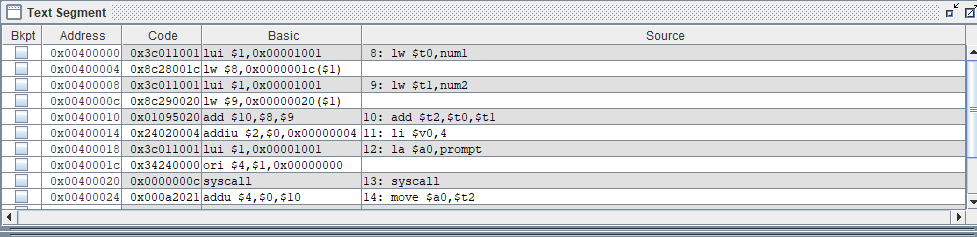 Text Segment
Bkpt Address Code Basic Source
0x00400000 0x3c011001 lui $1,0x00001001 8: lw $t0,num1
0x00400004 0x8c28001c lw $8,0x0000001c($1)
0x00400008 0x3c011001 lui $1,0x00001001 9: lw $t1,num2
0x0040000c 0x8c290020 lw $9,0x00000020($1)
0x00400010 0x01095020 add $10,$8,$9 10: add $t2,$t0,$t1
0x00400014 0x24020004 addiu $2,$0,0x00000004 11: li $v0,4
0x00400018 0x3c011001 lui $1,0x00001001 12: la $a0,prompt
0x0040001c 0x34240000 ori $4,$1,0x00000000
0x00400020 0x0000000c syscall 13: syscall
0x00400024 0x000a2021 addu $4,$0,$10 14: move $a0,$t2